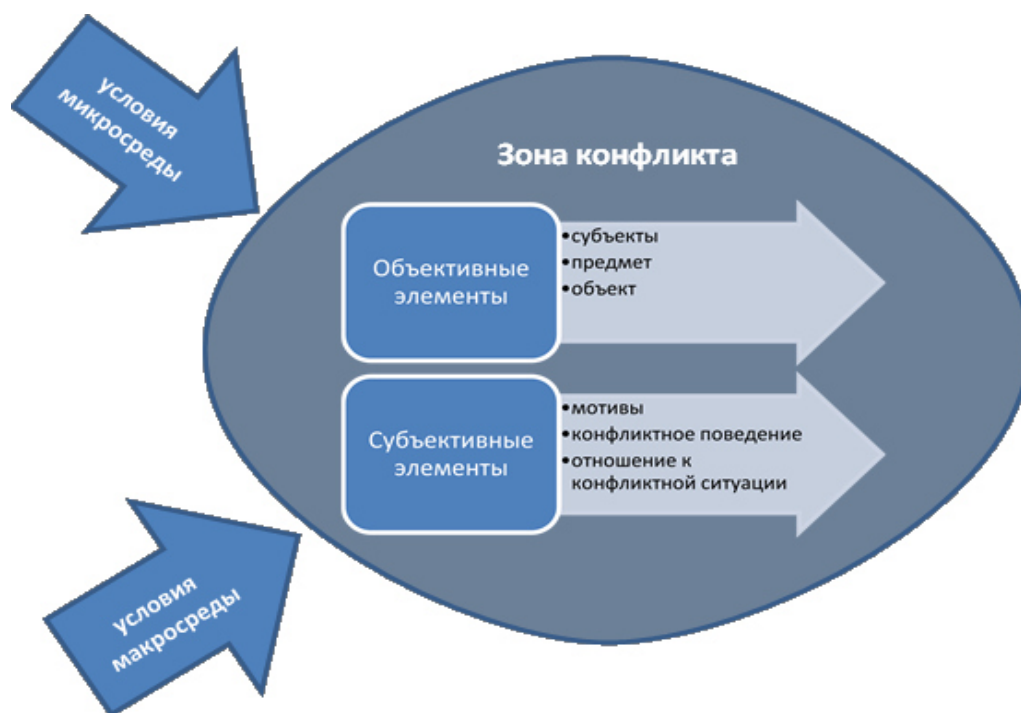 условия
микросреды
Зона конфликта
Объективные
элементы
•субъекты
•предмет
•объект
Субъективные
элементы
•мотивы
•конфликтное поведение
•отношение к
конфликтной ситуации
условия
макросреды